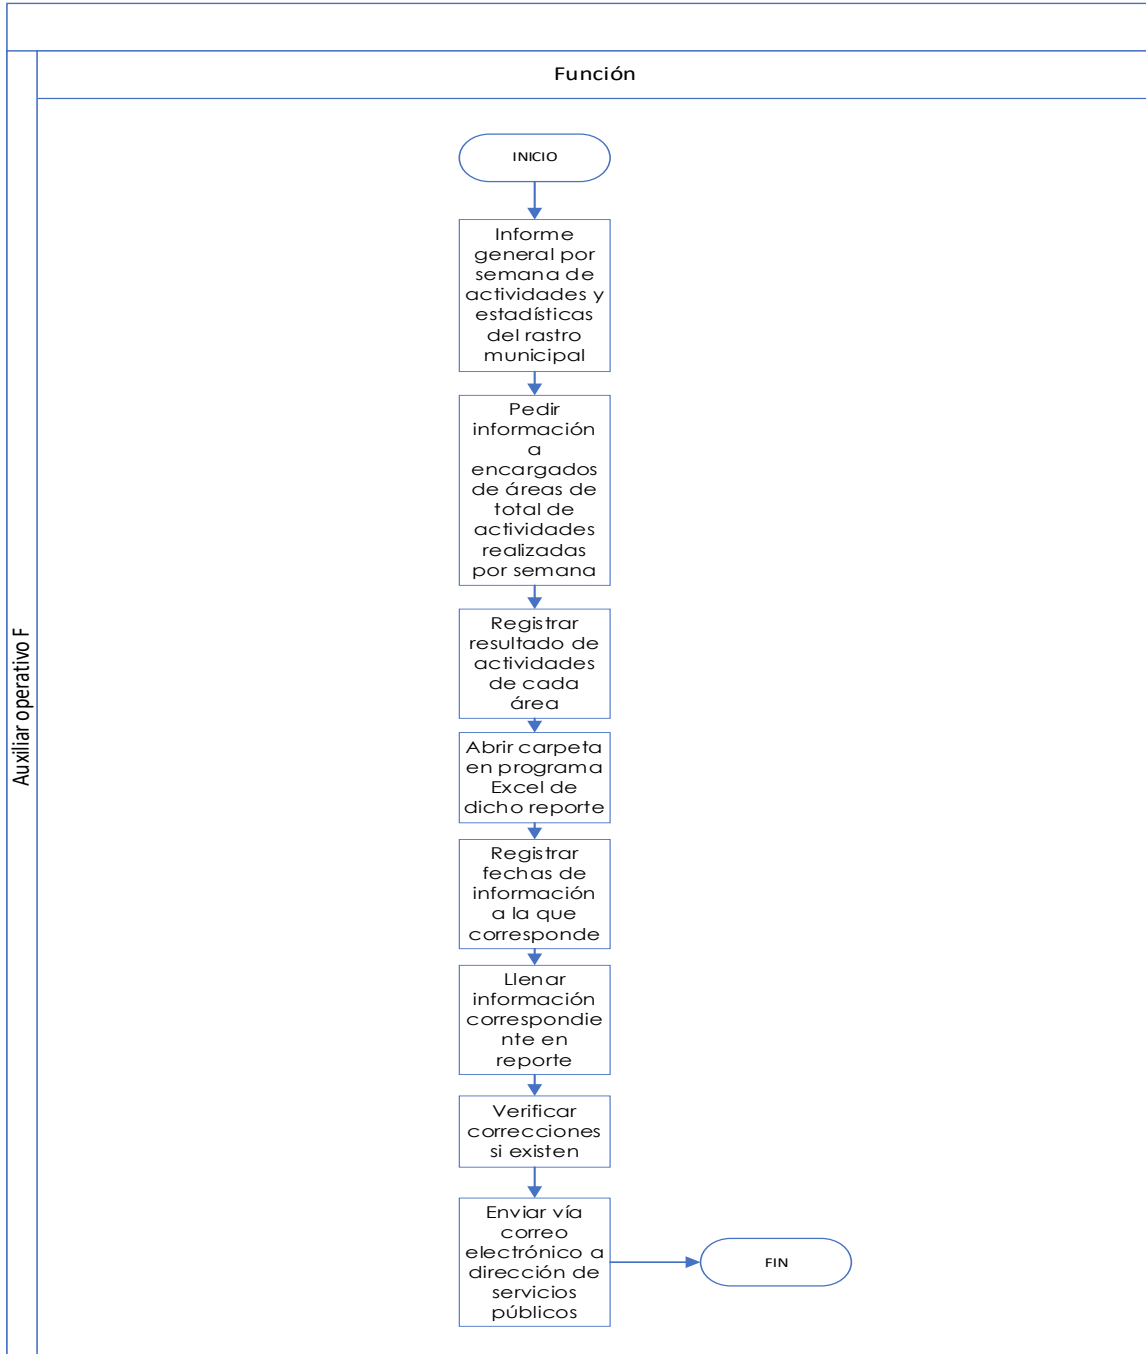 Función
Auxiliar operativo F
INICIO
Informe
general por
semana de
actividades y
estadísticas
del rastro
municipal
Pedir
información
a
encargados
de áreas de
total de
actividades
realizadas
por semana
Registrar
resultado de
actividades
de cada
área
Abrir carpeta
en programa
Excel de
dicho reporte
Registrar
fechas de
información
a la que
corresponde
Llenar
información
correspondie
nte en
reporte
Verificar
correcciones
si existen
Enviar vía
correo
electrónico a
dirección de
servicios
públicos
FIN